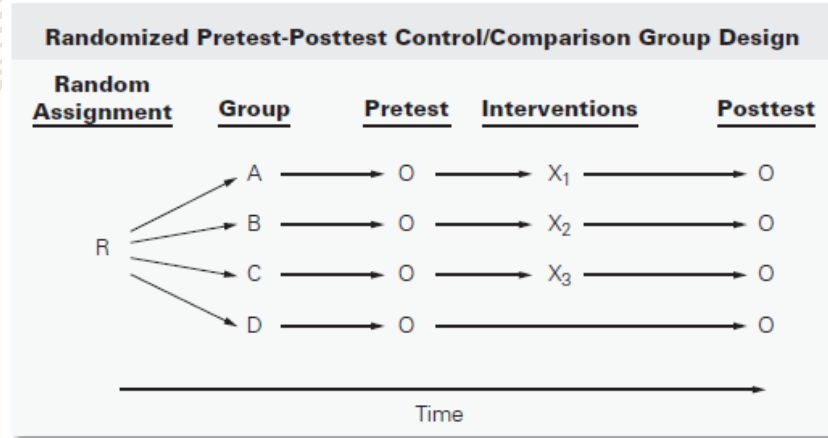 Randomized Pretest-Posttest Control/Comparison Group Design
Random
Assignment Group Pretest Interventions Posttest
A O X₁ O
B O X₂ O
R
C O X₃ O
D O O
Time